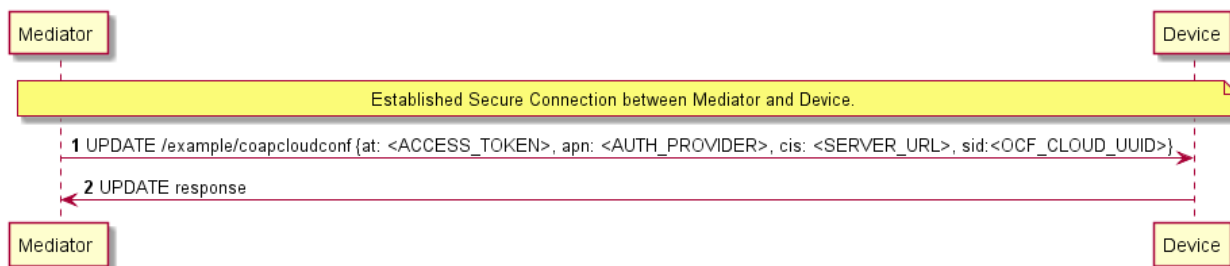 Mediator
Device
Established Secure Connection between Mediator and Device.
1 UPDATE /example/coapcloudconf {at: <ACCESS_TOKEN>, apn: <AUTH_PROVIDER>, cis: <SERVER_URL>, sid:<OCF_CLOUD_UUID>}
2 UPDATE response
Mediator
Device